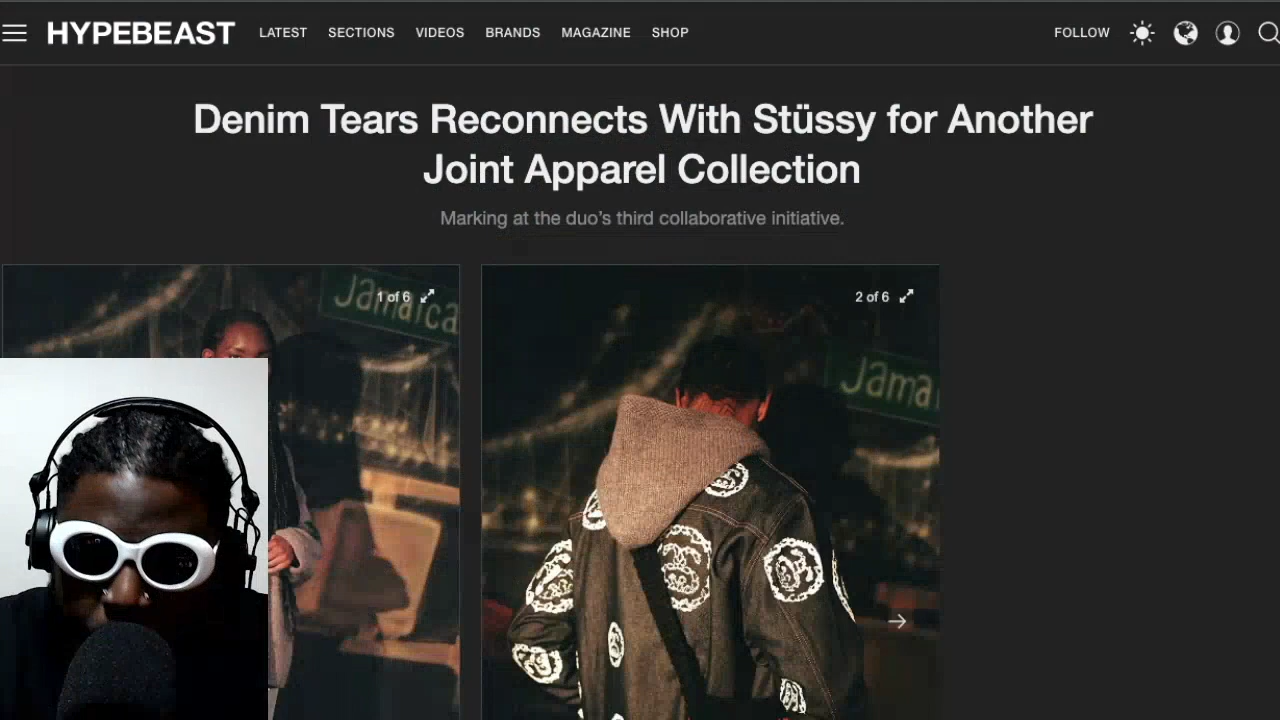 HYPEBEAST LATEST SECTIONS VIDEOS BRANDS MAGAZINE SHOP FOLLOW
Denim Tears Reconnects With Stüssy for Another
Joint Apparel Collection
Marking at the duo’s third collaborative initiative.
Jamaica
1 of 6
2 of 6
Jama